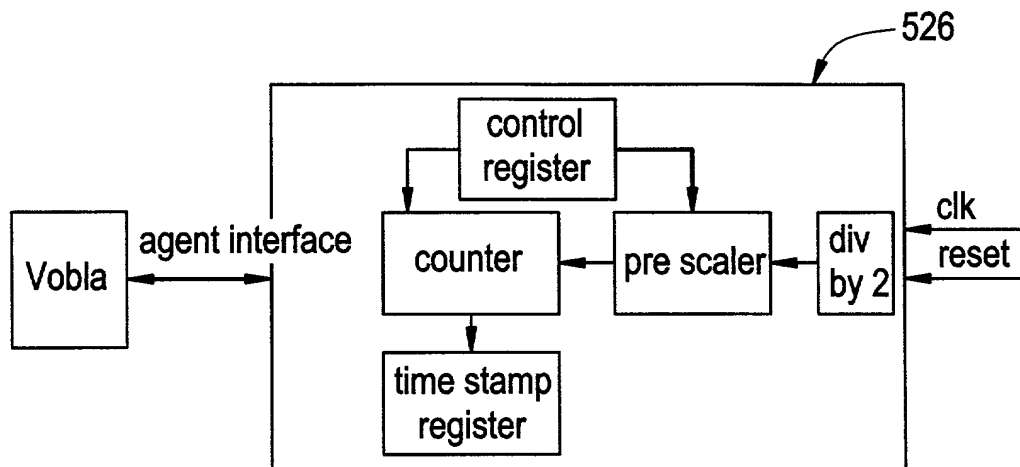 526
control
register
clk
reset
agent interface
Vobla
counter
pre scaler
div
by 2
time stamp
register